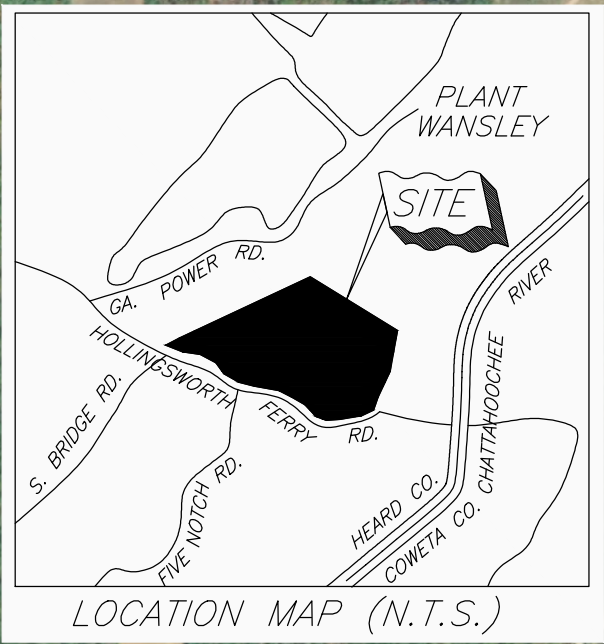 PLANT
WANSLEY
SITE
GA. POWER RD.
RIVER
CHATTAHOOCHEE
HOLLINGSWORTH FERRY RD.
S. BRIDGE RD.
FIVE NOTCH RD.
HEARD CO.
COWETA CO.
LOCATION MAP (N.T.S.)